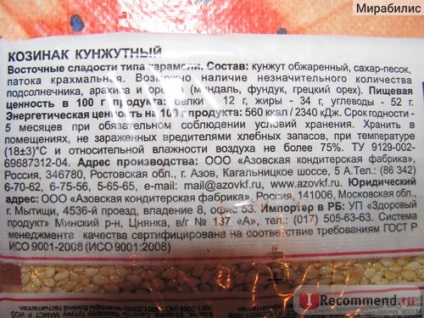 Мирабилис
КОЗИНАК КУНЖУТНЫЙ
Восточные сладости типа карамели. Состав: кунжут обжаренный, сахар-песок,
патока крахмальная. Возможно наличие незначительного количества
подсолнечника, арахиса и орехов (миндаль, фундук, грецкий орех). Пищевая
ценность в 100 г продукта: белки - 12 г, жиры - 34 г, углеводы - 52 г.
Энергетическая ценность на 100 г продукта: 560 ккал/ 2340 кДж. Срок годности -
5 месяцев при обязательном соблюдении условий хранения. Хранить в
помещениях, не зараженных вредителями хлебных запасов, при температуре
(18±3)°С и относительной влажности воздуха не более 75%. ТУ 9129-002-
69687312-04. Адрес производства: ООО «Азовская кондитерская фабрика»,
Россия, 346780, Ростовская обл., г. Азов, ул. Кондаурова, 5 А.Тел.: (86 342)
6-70-62, 6-75-56, 5-65-65, e-mail: mail@azovkf.ru, www.azovkf.ru. Юридический
адрес: ООО «Азовская кондитерская фабрика», Россия, 141006, Московская обл.,
г. Мытищи, 4536-й проезд, владение 8, офис 53. Импортер в РБ: УП «Здоровый
продукт» Минский р-н, Цнянка, в/г № 137 «А», тел.: (017) 505-63-63. Система
менеджмента качества сертифицирована на соответствие требованиям ГОСТ Р
ИСО 9001-2008 (ИСО 9001:2008)
Recommend.ru